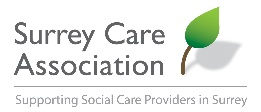 Surrey Care
Association
Supporting Social Care Providers in Surrey